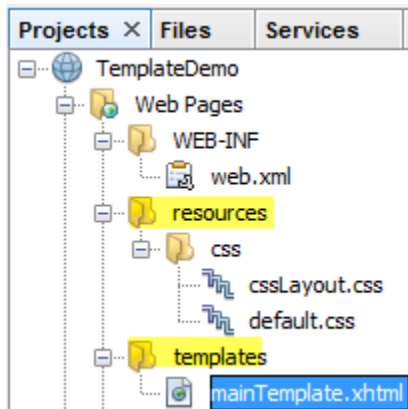 Projects × Files Services
TemplateDemo
Web Pages
WEB-INF
web.xml
resources
css
cssLayout.css
default.css
templates
mainTemplate.xhtml